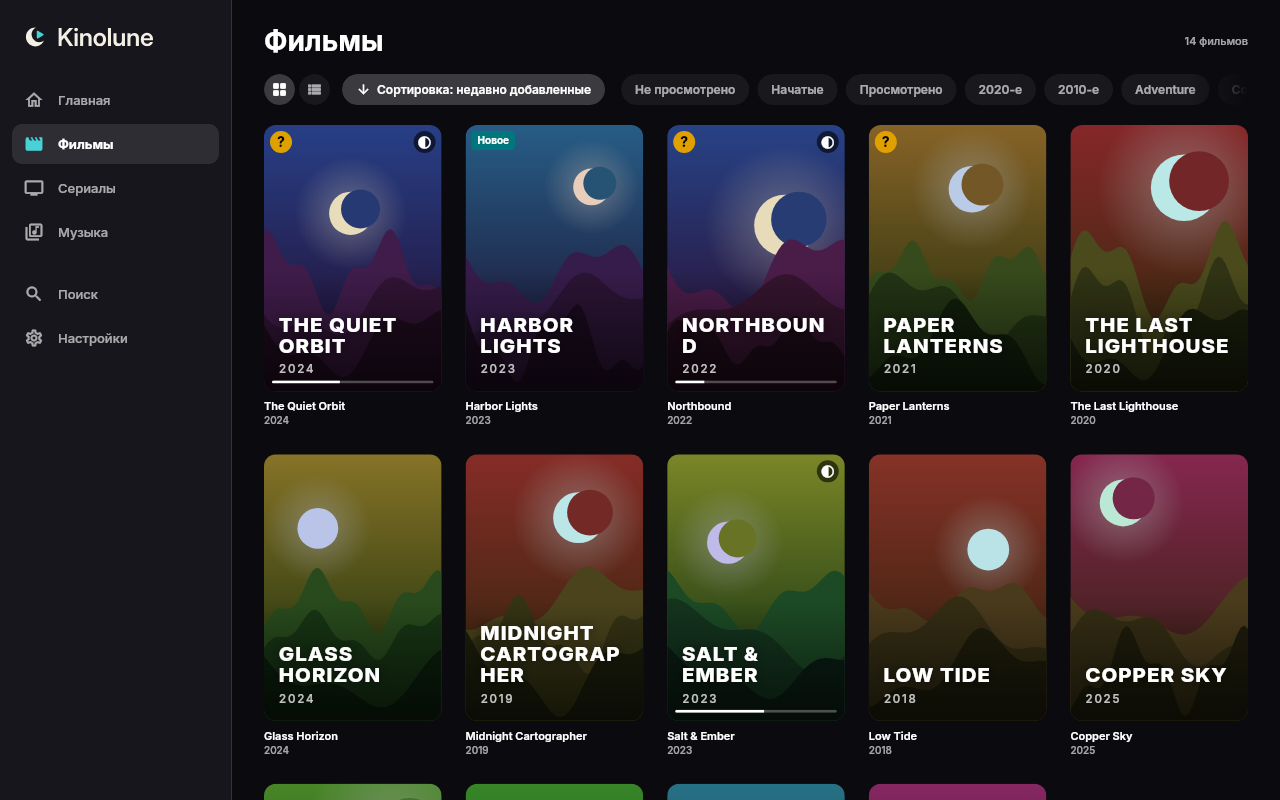 Kinolune
Главная
Фильмы
Сериалы
Музыка
Поиск
Настройки
Фильмы
14 фильмов
Сортировка: недавно добавленные
Не просмотрено
Начатые
Просмотрено
2020-е
2010-е
Adventure
?
THE QUIET
ORBIT
2024
The Quiet Orbit
2024
Новое
HARBOR
LIGHTS
2023
Harbor Lights
2023
?
NORTHBOUN
D
2022
Northbound
2022
?
PAPER
LANTERNS
2021
Paper Lanterns
2021
THE LAST
LIGHTHOUSE
2020
The Last Lighthouse
2020
GLASS
HORIZON
2024
Glass Horizon
2024
MIDNIGHT
CARTOGRAP
HER
2019
Midnight Cartographer
2019
SALT &
EMBER
2023
Salt & Ember
2023
LOW TIDE
2018
Low Tide
2018
COPPER SKY
2025
Copper Sky
2025